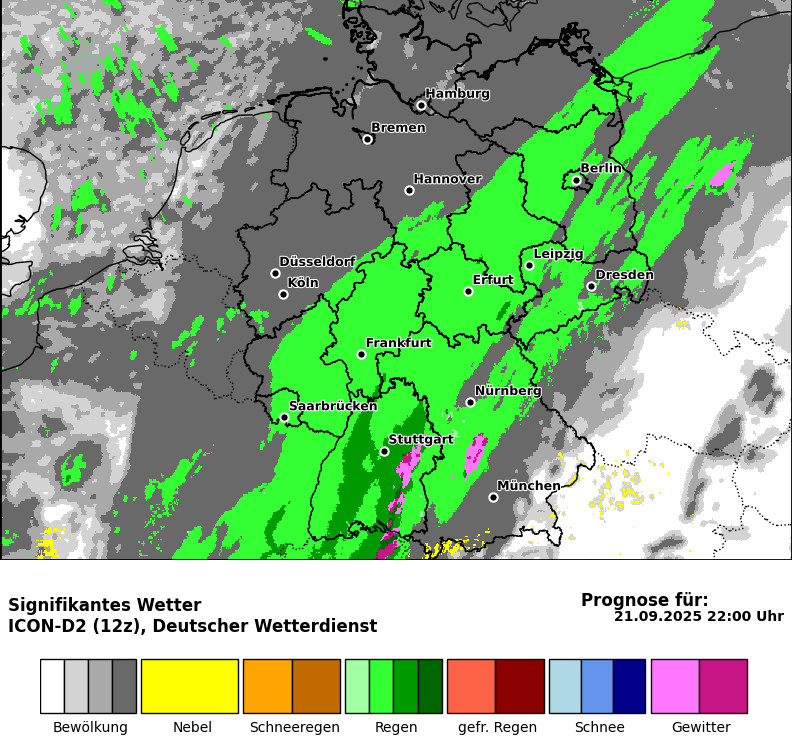 Hamburg
Bremen
Berlin
Hannover
Leipzig
Düsseldorf
Dresden
Köln
Erfurt
Frankfurt
Nürnberg
Saarbrücken
Stuttgart
München
Signifikantes Wetter
ICON-D2 (12z), Deutscher Wetterdienst
Prognose für:
21.09.2025 22:00 Uhr
Bewölkung Nebel Schneeregen Regen gefr. Regen Schnee Gewitter